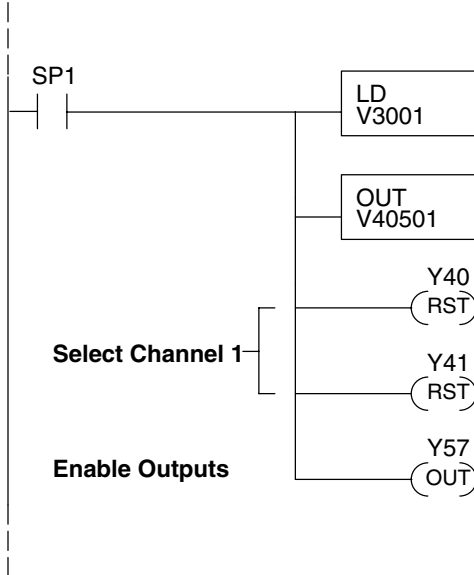 SP1
LD
V3001
OUT
V40501
Y40
RST
Select Channel 1
Y41
RST
Enable Outputs
Y57
OUT